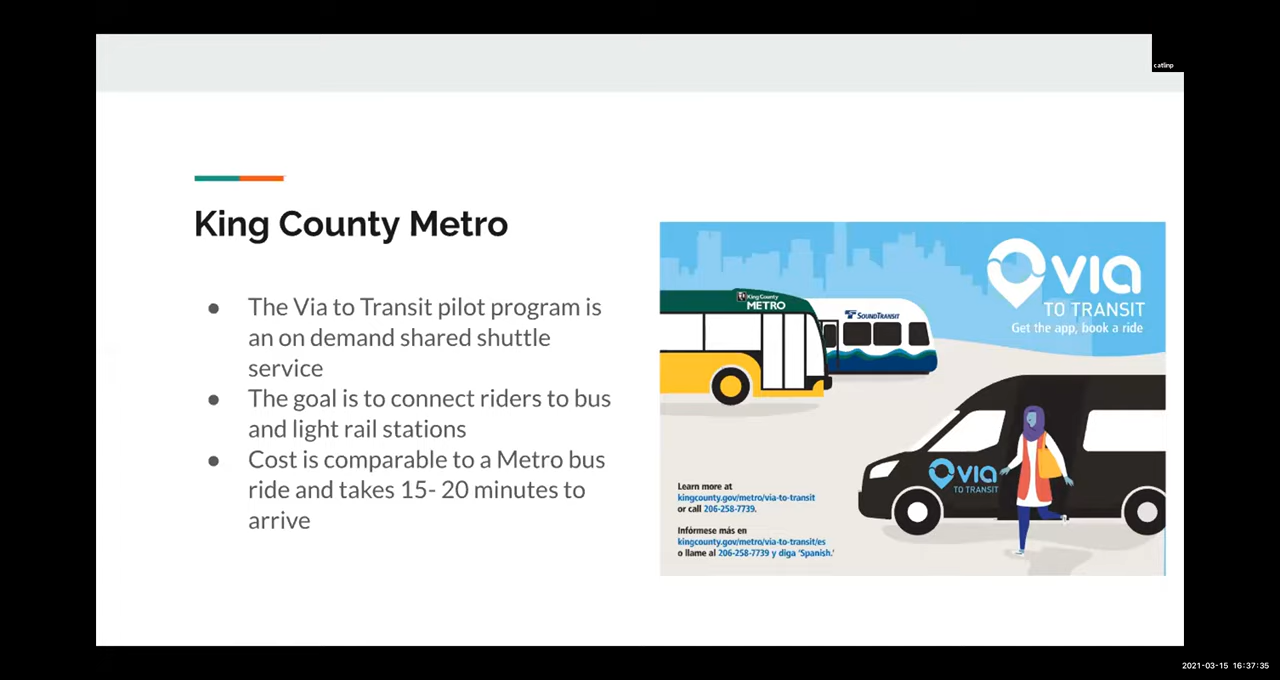 catlinp
King County Metro
● The Via to Transit pilot program is
an on demand shared shuttle
service
● The goal is to connect riders to bus
and light rail stations
● Cost is comparable to a Metro bus
ride and takes 15- 20 minutes to
arrive
via
TO TRANSIT
Get the app, book a ride
King County
METRO
SOUNDTRANSIT
via
TO TRANSIT
Learn more at
kingcounty.gov/metro/via-to-transit
or call 206-258-7739.
Infórmese más en
kingcounty.gov/metro/via-to-transit/es
o llame al 206-258-7739 y diga ‘Spanish.’
2021-03-15 16:37:35